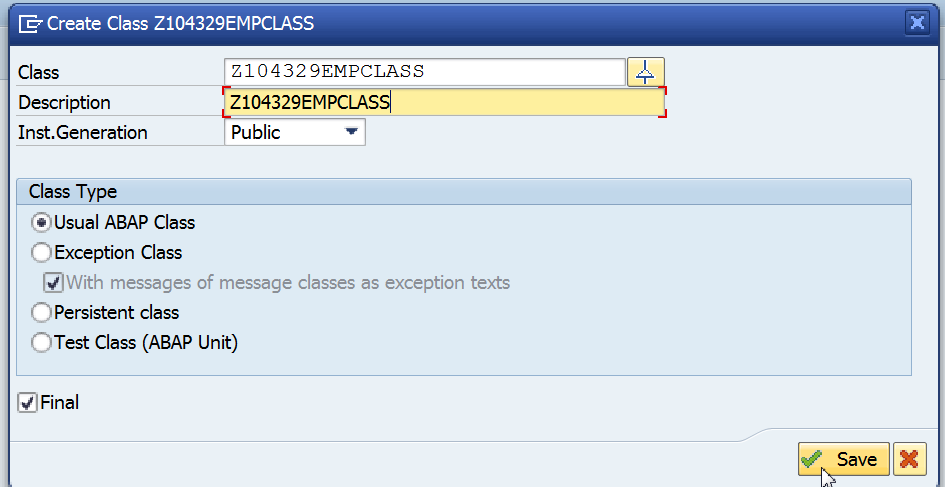 Create Class Z104329EMPCLASS
Class Z104329EMPCLASS
Description Z104329EMPCLASS
Inst.Generation Public
Class Type
Usual ABAP Class
Exception Class
With messages of message classes as exception texts
Persistent class
Test Class (ABAP Unit)
Final
Save